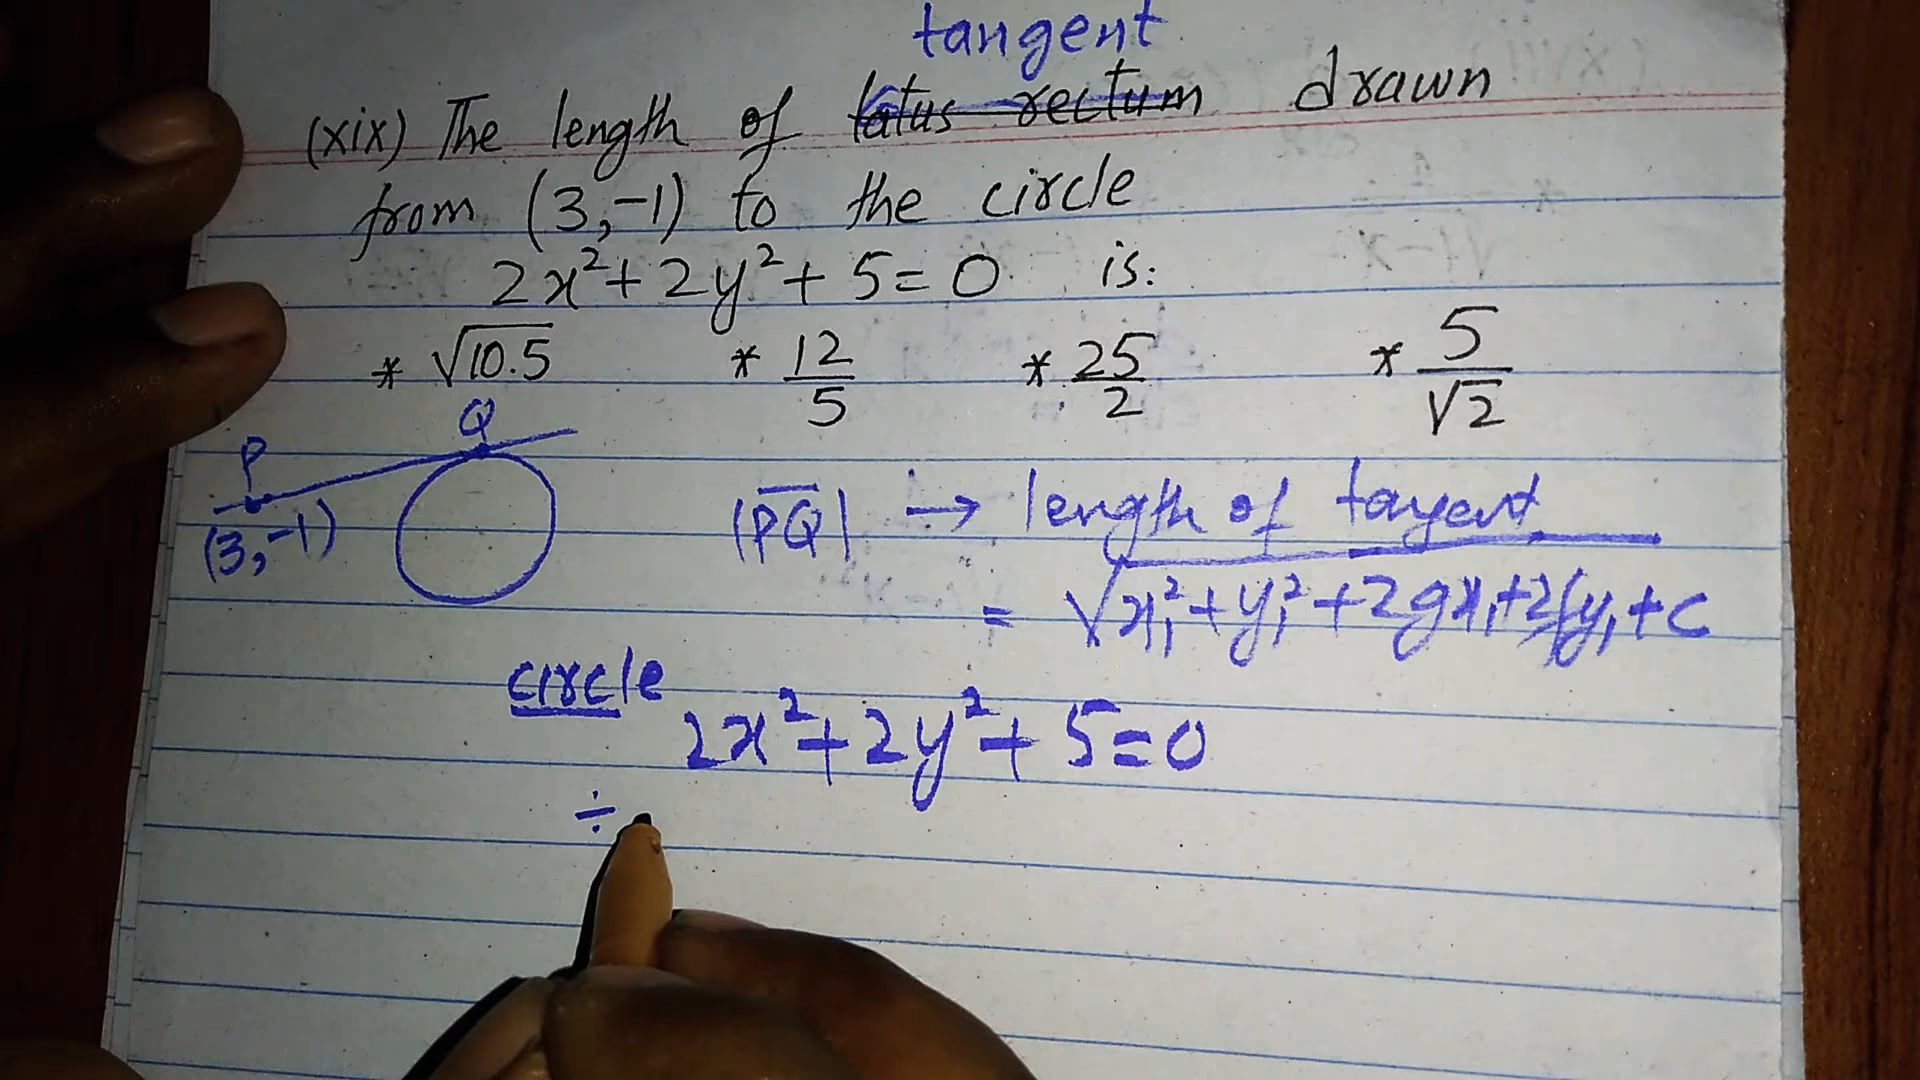 tangent
(xix) The length of latus rectum drawn
from (3,-1) to the circle
2x²+2y²+5=0 is:
* √10.5 * 12/5 * 25/2 * 5/√2
P Q
(3,-1)
|PQ| → length of tangent
= √x₁²+y₁²+2gx₁+2fy₁+c
circle
2x²+2y²+5=0
÷